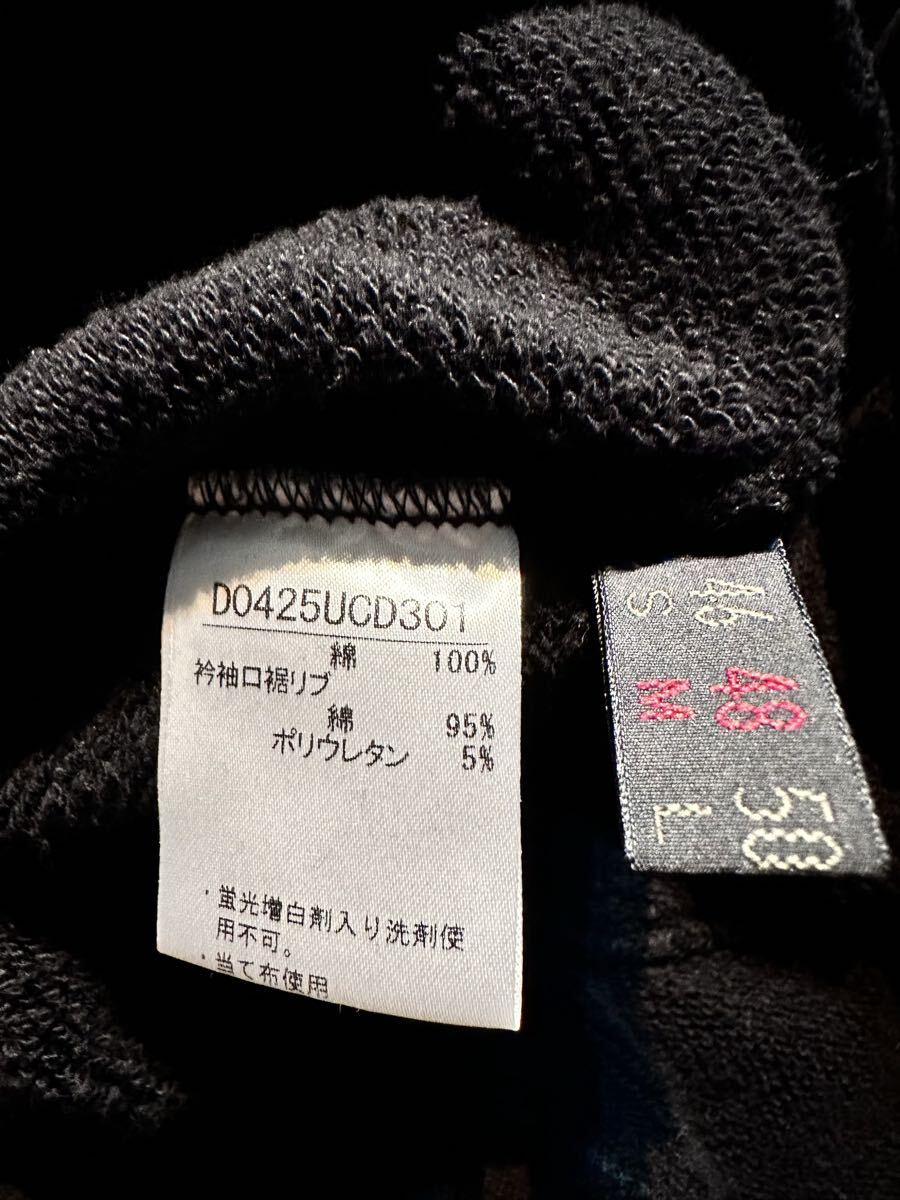 D0425UCD301
綿 100%
衿袖口裾リブ
綿 95%
ポリウレタン 5%
・蛍光増白剤入り洗剤使
用不可。
・当て布使用
46 48 50
S M L